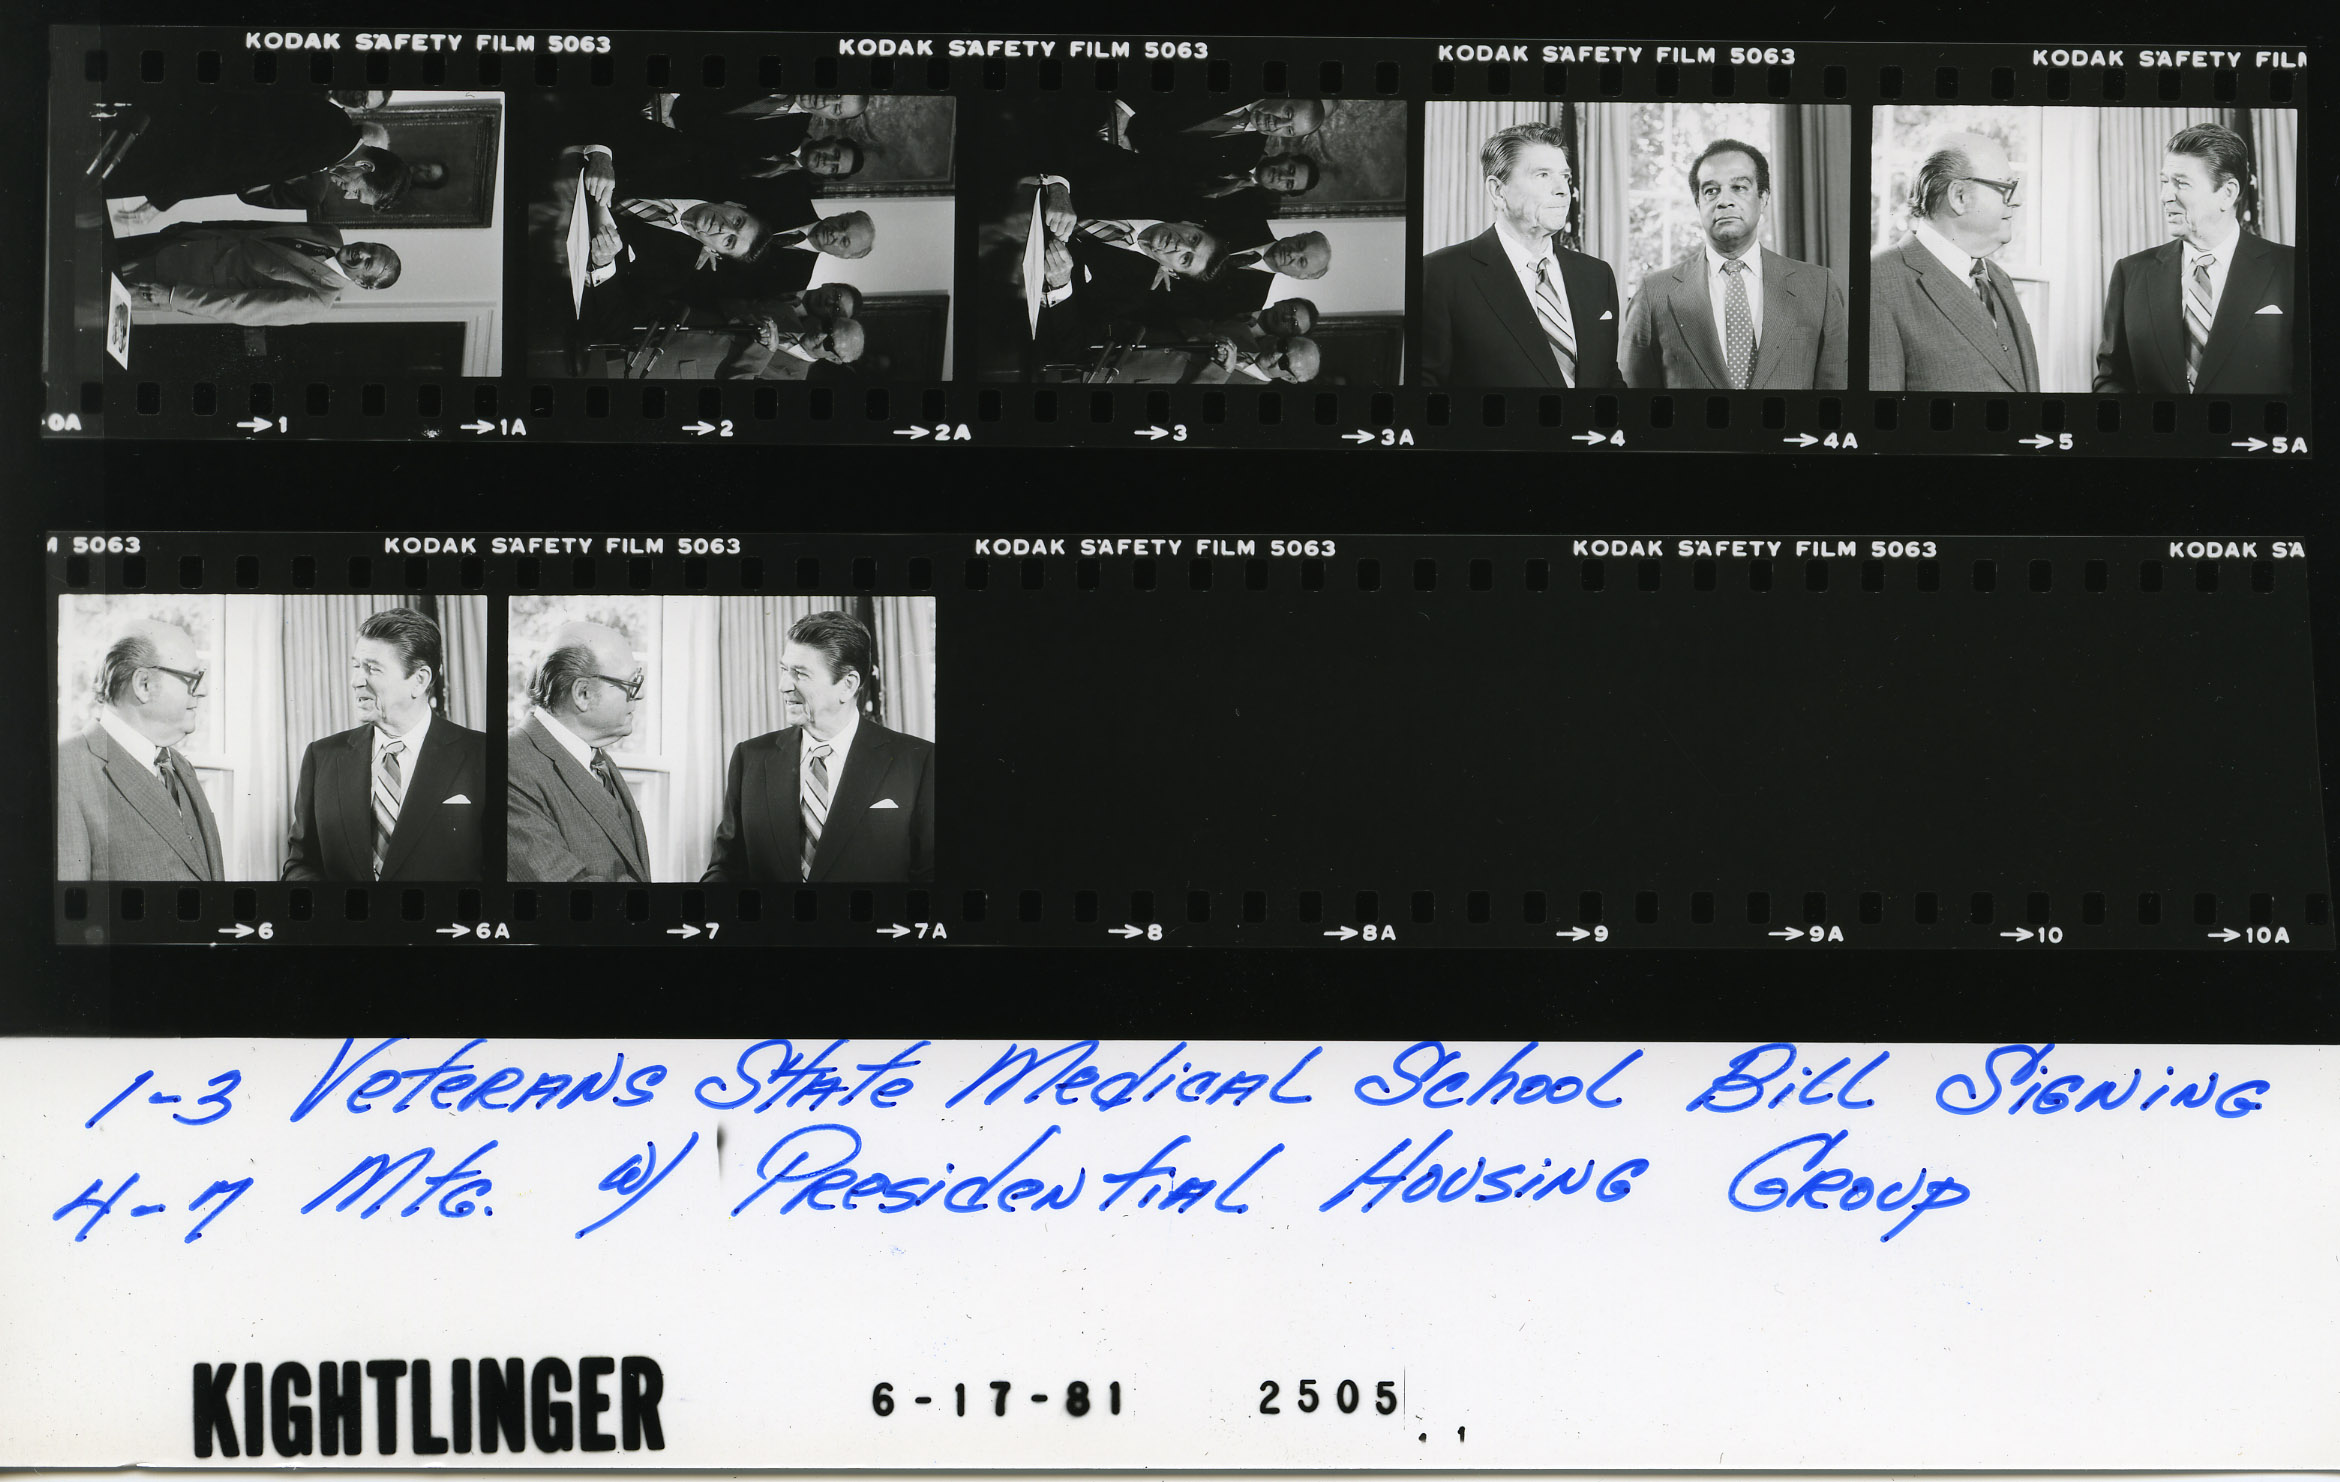 KODAK SAFETY FILM 5063 KODAK SAFETY FILM 5063 KODAK SAFETY FILM 5063 KODAK SAFETY FILM
0A →1 →1A →2 →2A →3 →3A →4 →4A →5 →5A
M 5063 KODAK SAFETY FILM 5063 KODAK SAFETY FILM 5063 KODAK SAFETY FILM 5063 KODAK SA
→6 →6A →7 →7A →8 →8A →9 →9A →10 →10A
1-3 Veterans State Medical School Bill Signing
4-7 Mtg. w/ Presidential Housing Group
KIGHTLINGER 6-17-81 2505